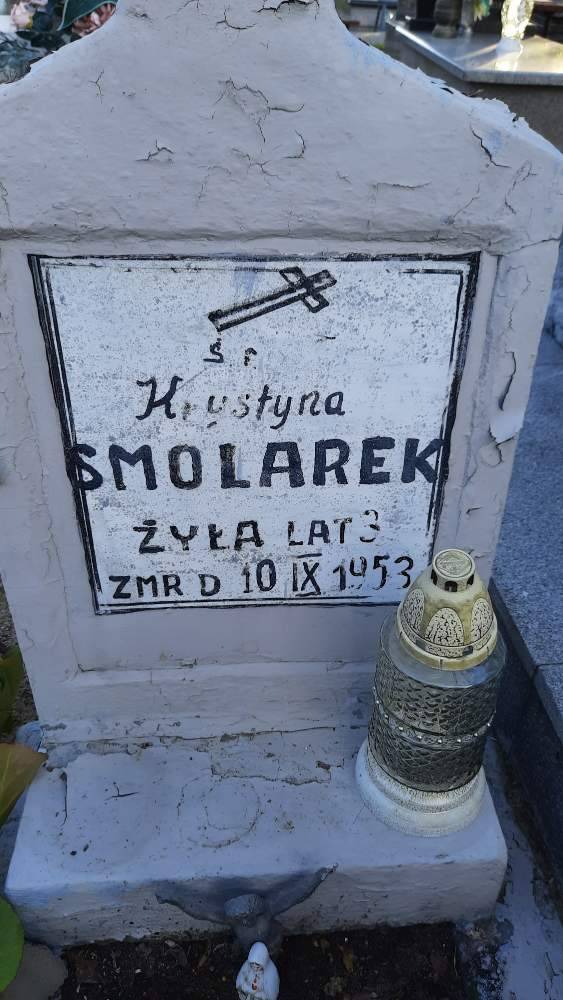 Ś r
Krystyna
SMOLAREK
ŻYŁA LAT 3
ZMR D 10 IX 1953